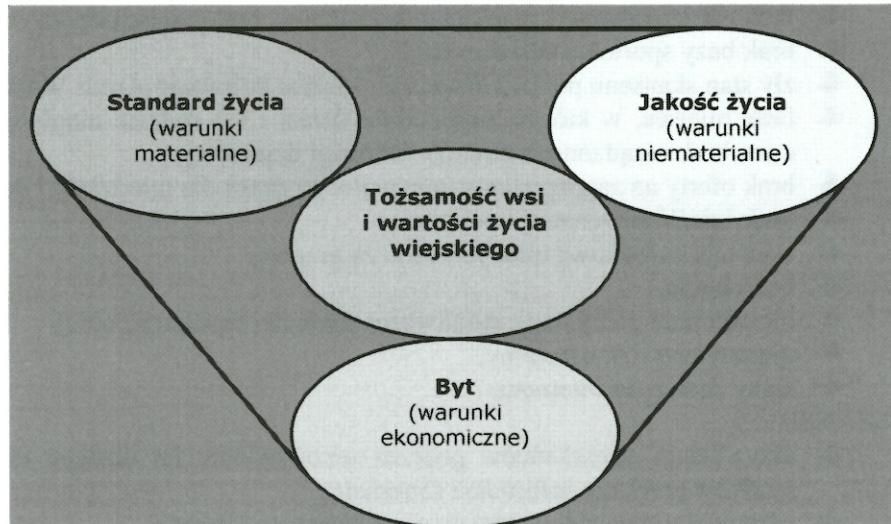 Standard życia
(warunki
materialne)
Jakość życia
(warunki
niematerialne)
Tożsamość wsi
i wartości życia
wiejskiego
Byt
(warunki
ekonomiczne)